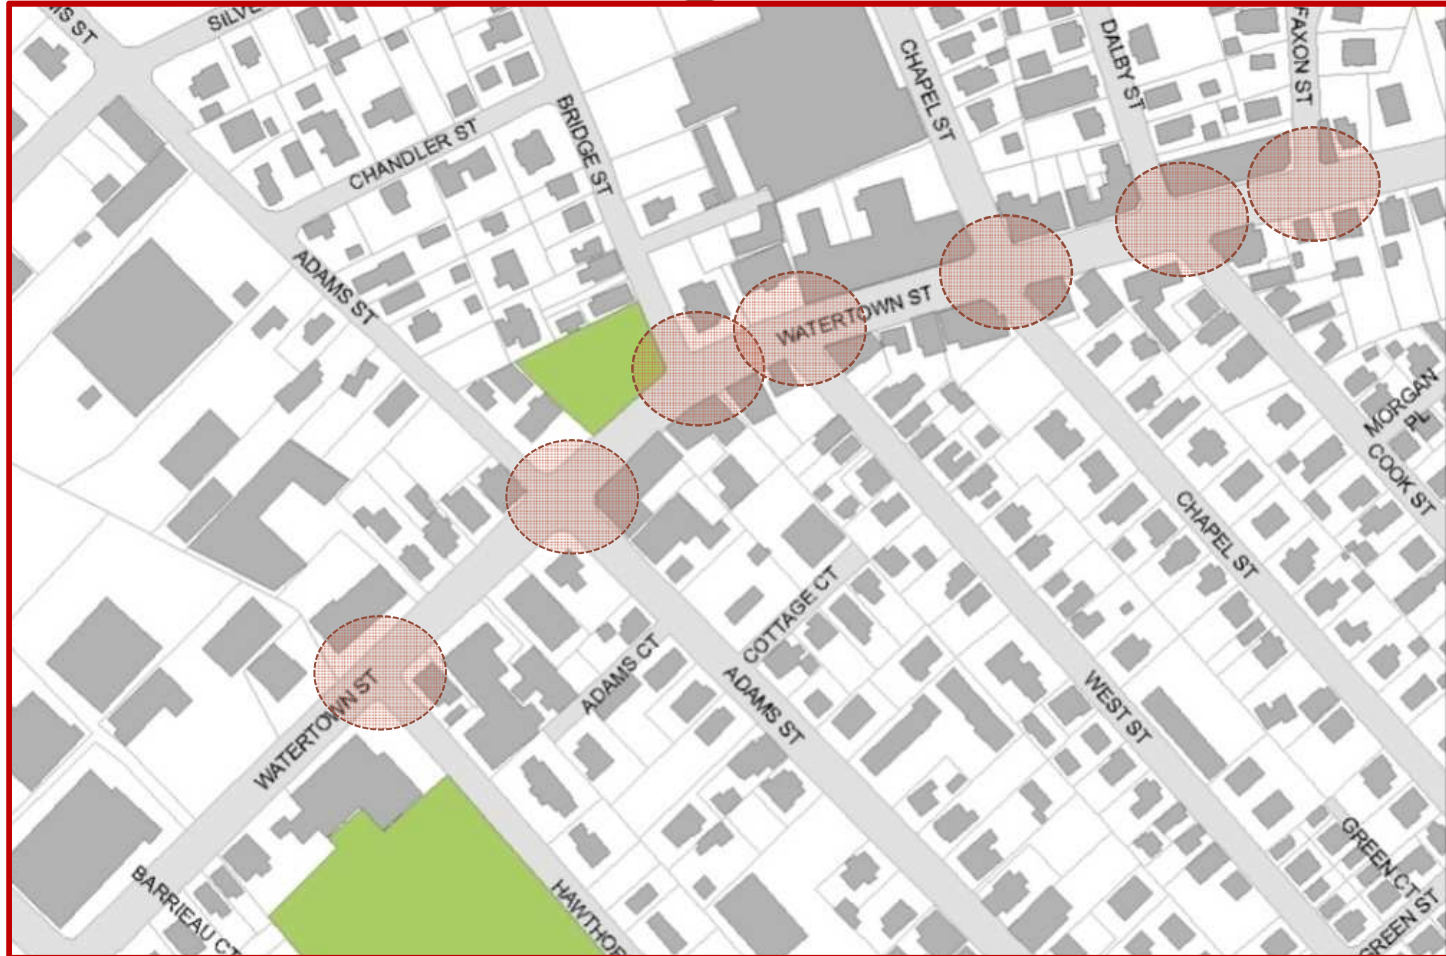 SILVE
CHAPEL ST
DALBY ST
FAXON ST
BRIDGE ST
CHANDLER ST
ADAMS ST
WATERTOWN ST
MORGAN
PL
COOK ST
CHAPEL ST
COTTAGE CT
ADAMS CT
ADAMS ST
WEST ST
WATERTOWN ST
BARRIEAU CT
HAWTHOR
GREEN CT
GREEN ST